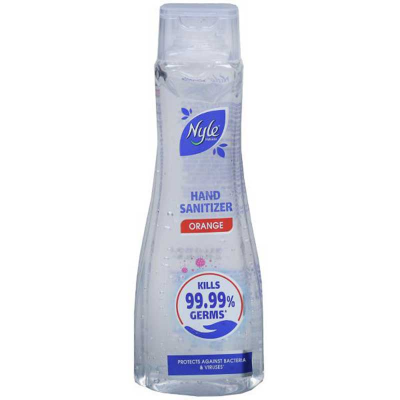 Nyle
HAND
SANITIZER
ORANGE
KILLS
99.99%
GERMS*
PROTECTS AGAINST BACTERIA
& VIRUSES*